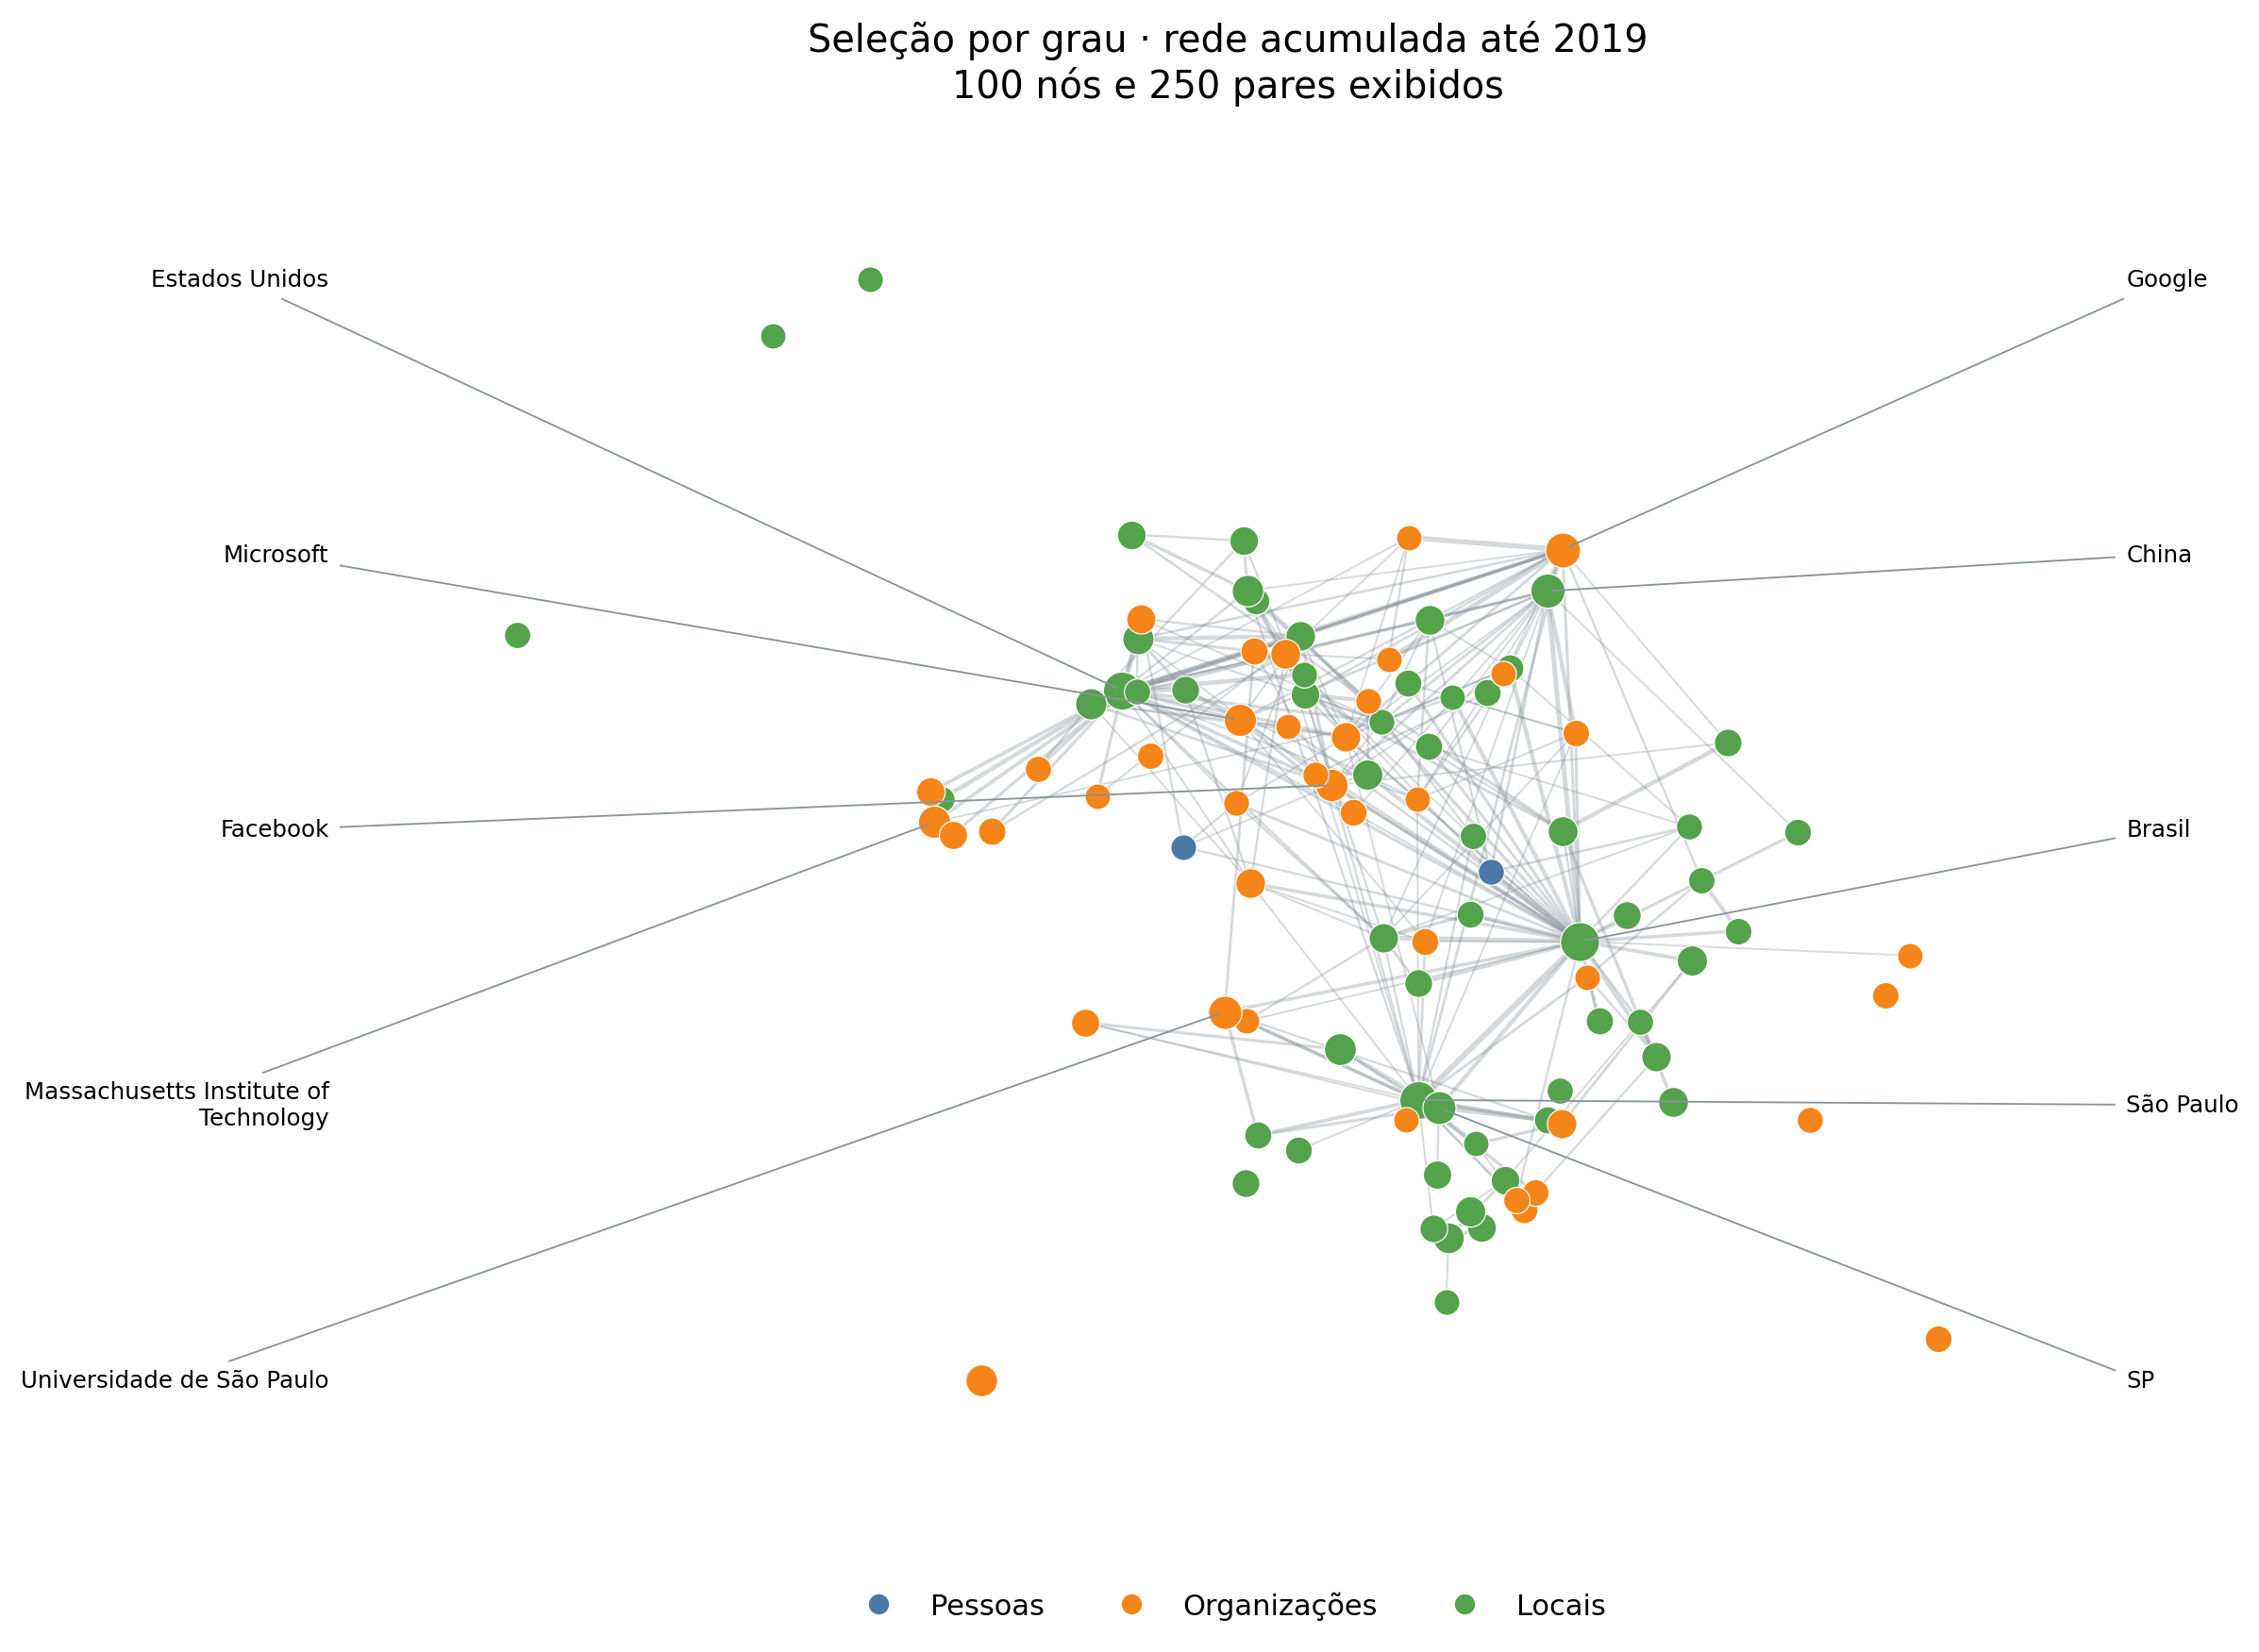 Seleção por grau · rede acumulada até 2019
100 nós e 250 pares exibidos
Estados Unidos
Google
Microsoft
China
Facebook
Brasil
Massachusetts Institute of
Technology
São Paulo
Universidade de São Paulo
SP
Pessoas
Organizações
Locais